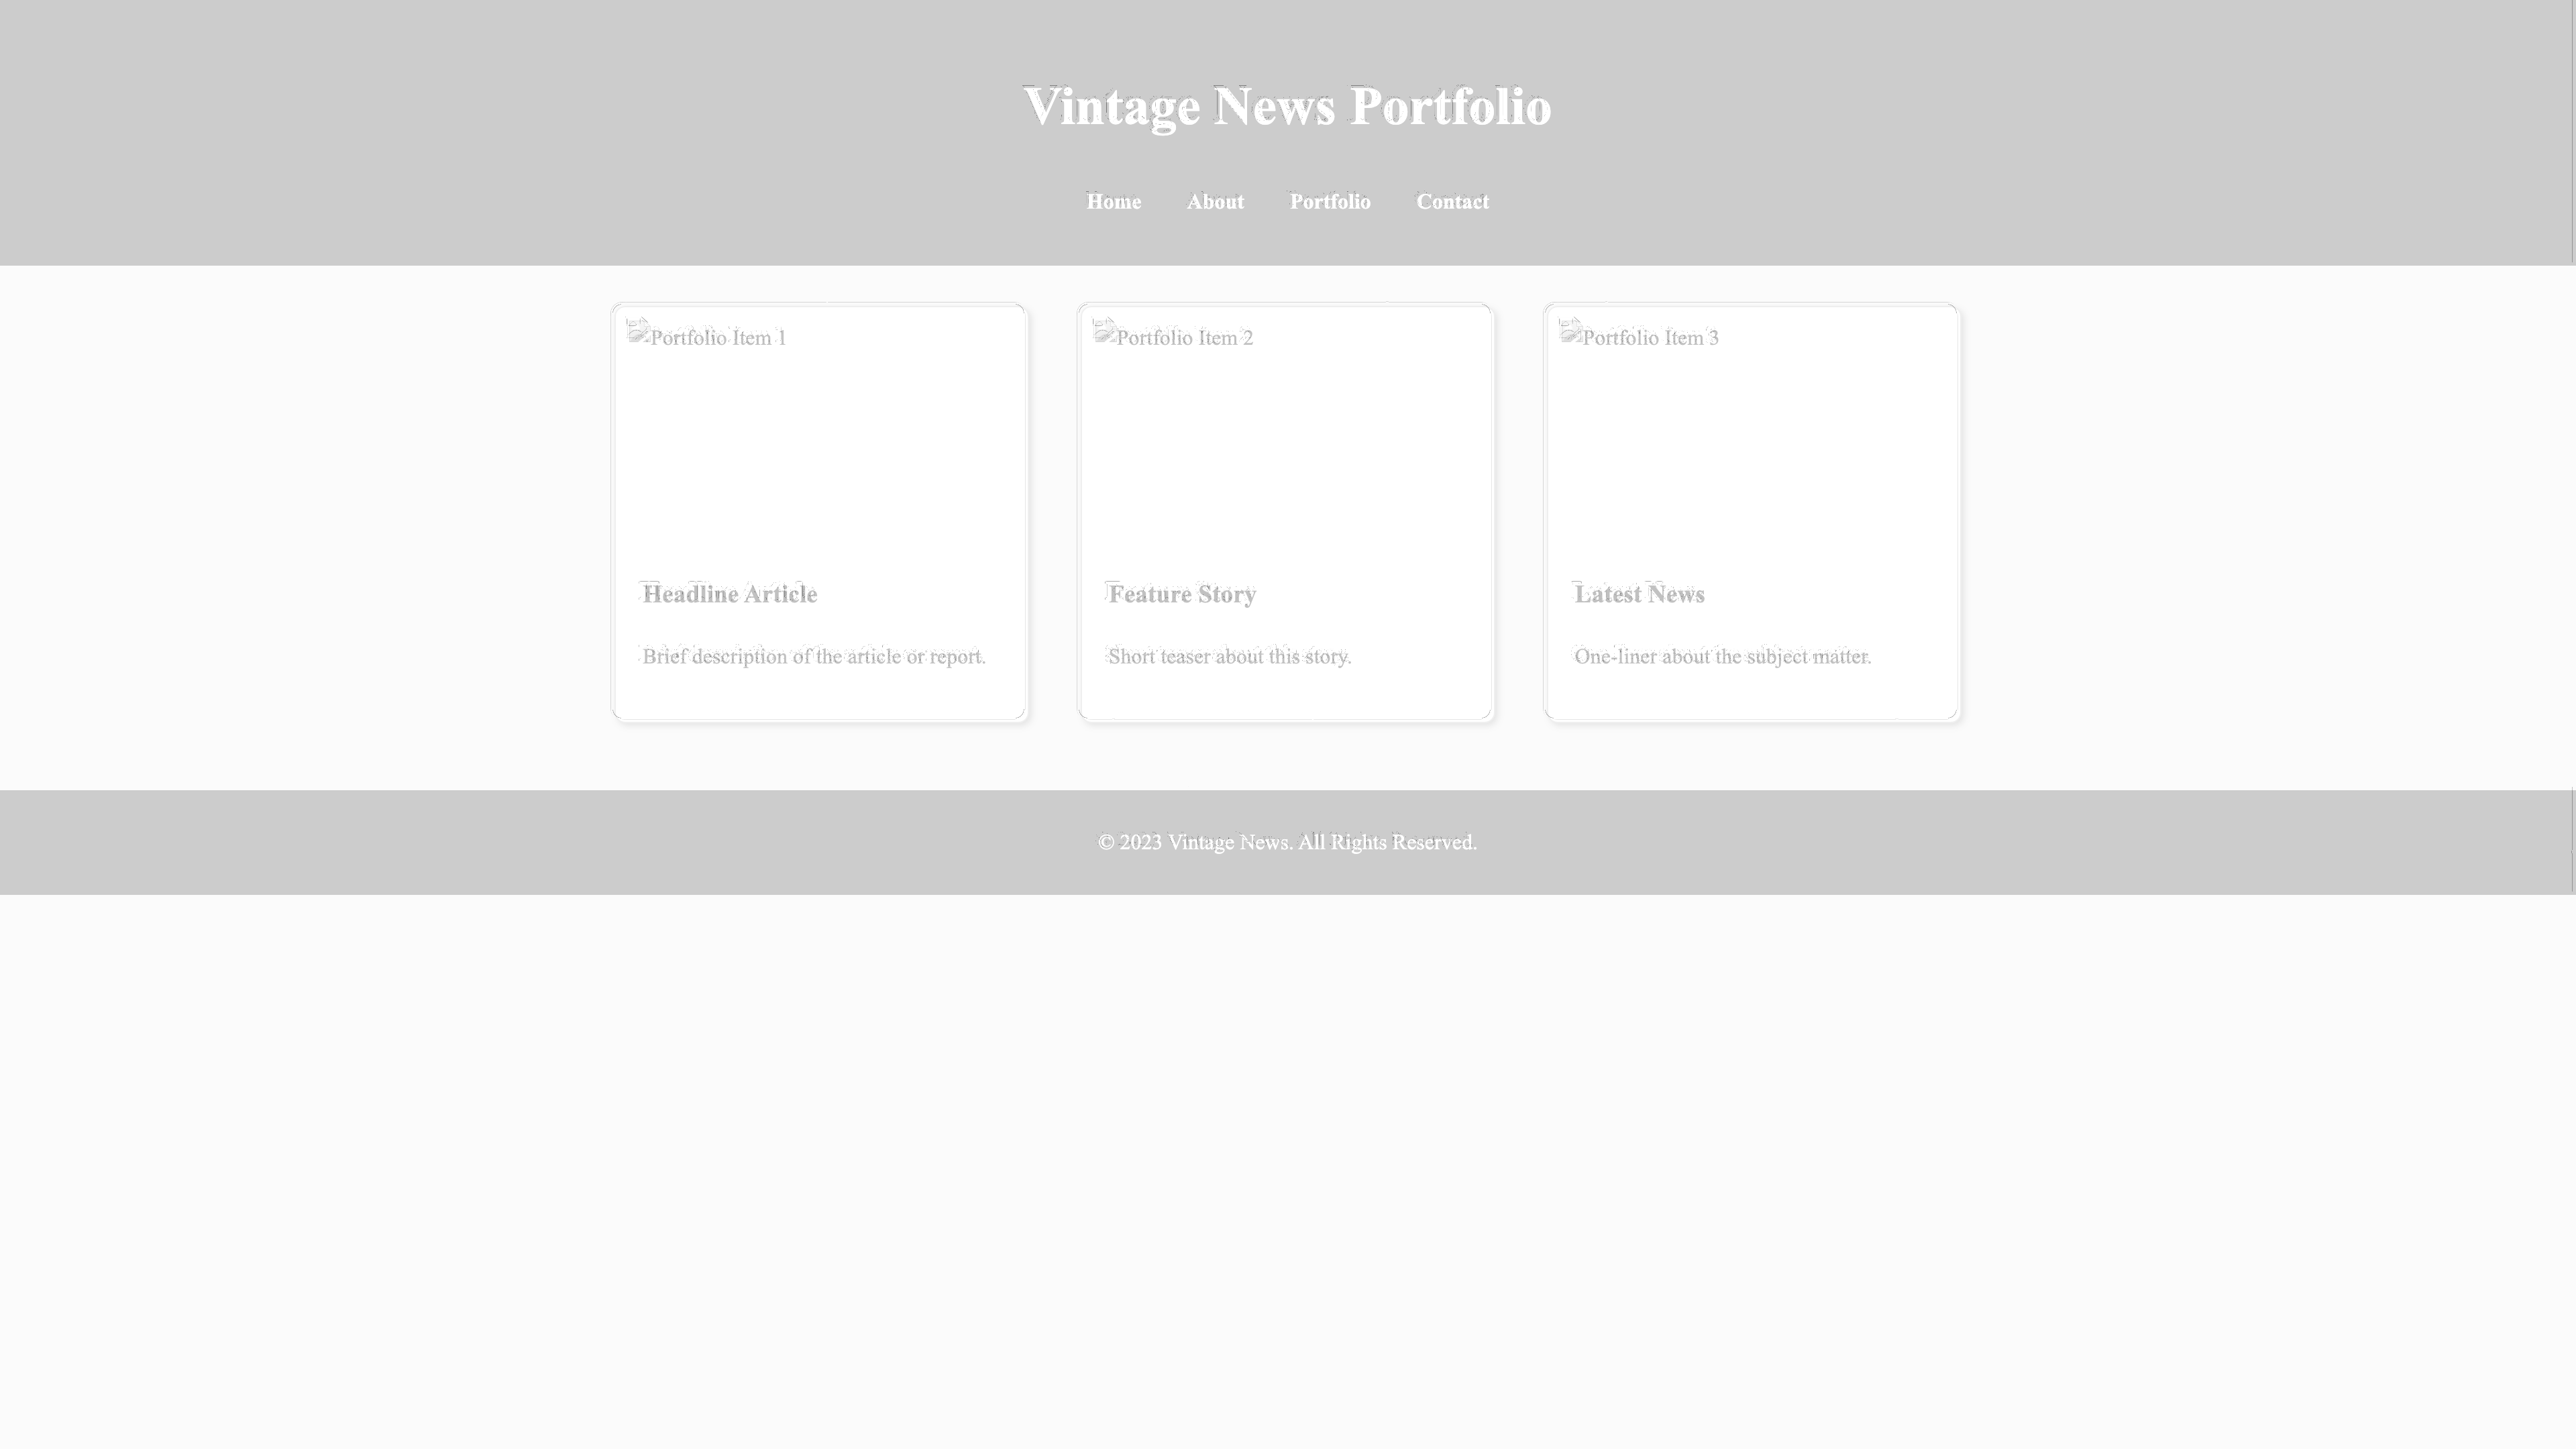 Vintage News Portfolio
Home About Portfolio Contact
Portfolio Item 1
Portfolio Item 2
Portfolio Item 3
Headline Article
Feature Story
Latest News
Brief description of the article or report.
Short teaser about this story.
One-liner about the subject matter.
© 2023 Vintage News. All Rights Reserved.